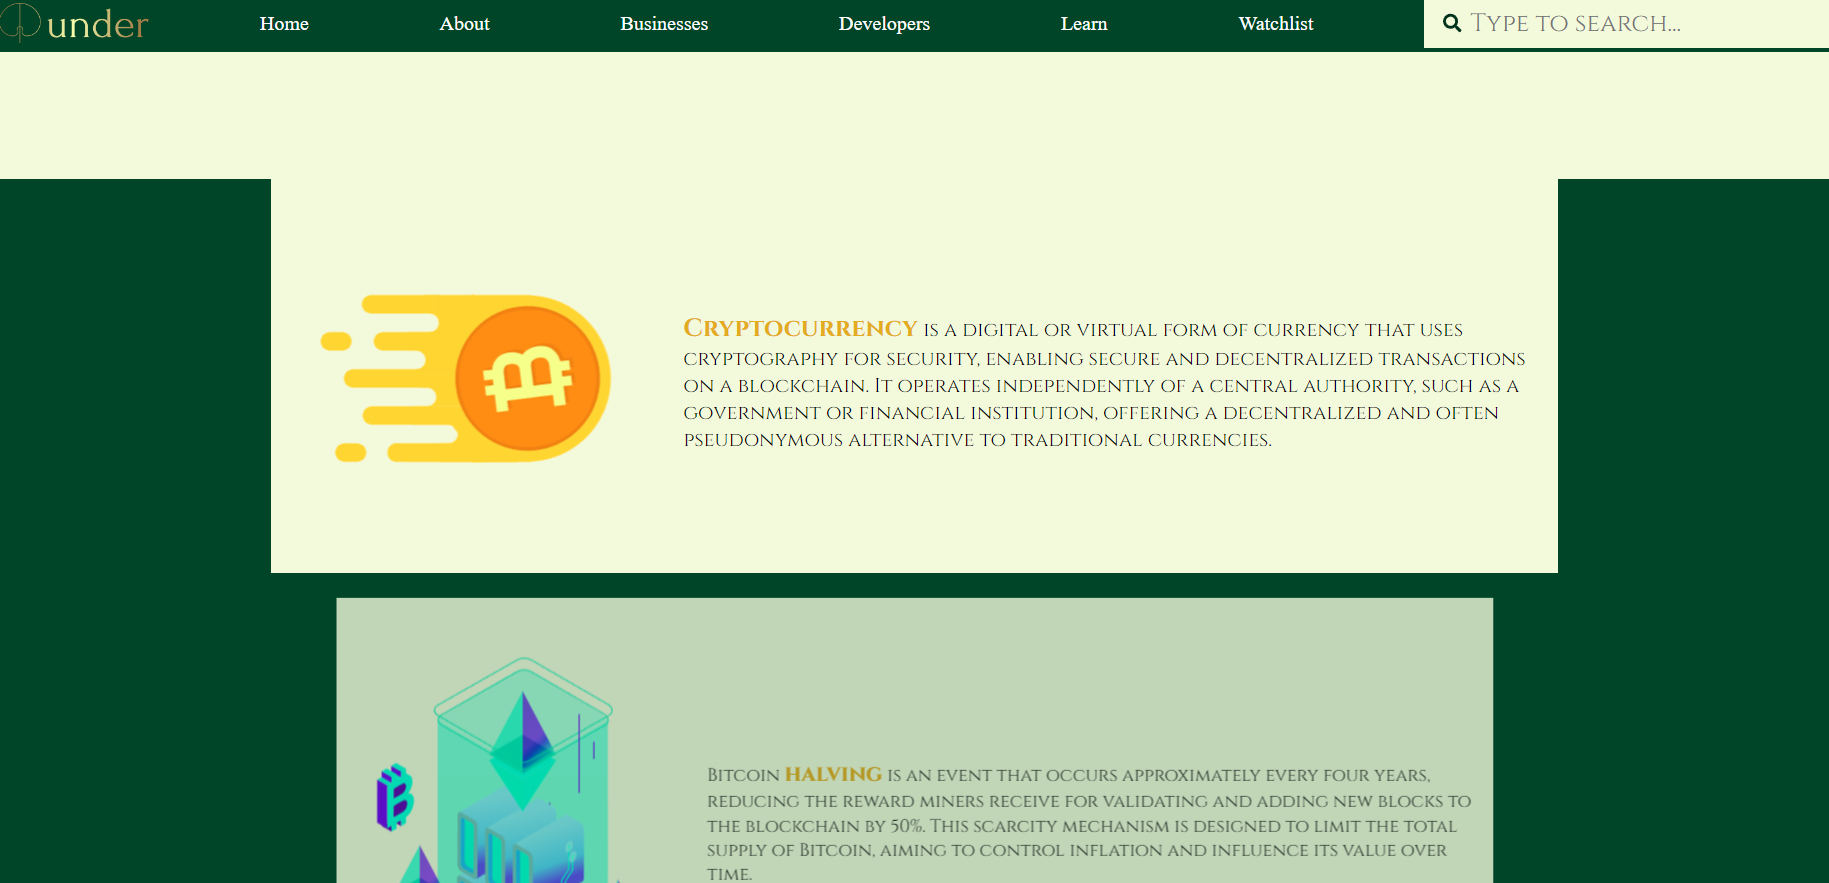 under
Home About Businesses Developers Learn Watchlist
Type to search...
Cryptocurrency is a digital or virtual form of currency that uses
cryptography for security, enabling secure and decentralized transactions
on a blockchain. It operates independently of a central authority, such as a
government or financial institution, offering a decentralized and often
pseudonymous alternative to traditional currencies.
Bitcoin halving is an event that occurs approximately every four years,
reducing the reward miners receive for validating and adding new blocks to
the blockchain by 50%. This scarcity mechanism is designed to limit the total
supply of Bitcoin, aiming to control inflation and influence its value over
time.